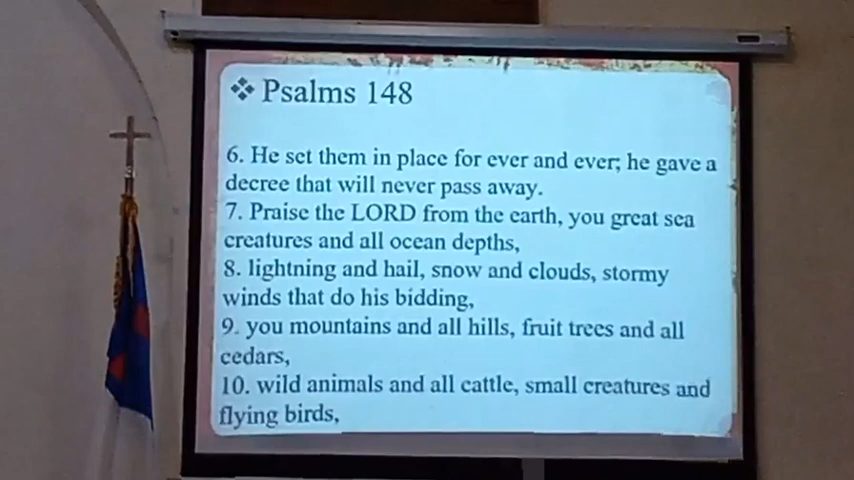 ❖ Psalms 148
6. He set them in place for ever and ever; he gave a
decree that will never pass away.
7. Praise the LORD from the earth, you great sea
creatures and all ocean depths,
8. lightning and hail, snow and clouds, stormy
winds that do his bidding,
9. you mountains and all hills, fruit trees and all
cedars,
10. wild animals and all cattle, small creatures and
flying birds,